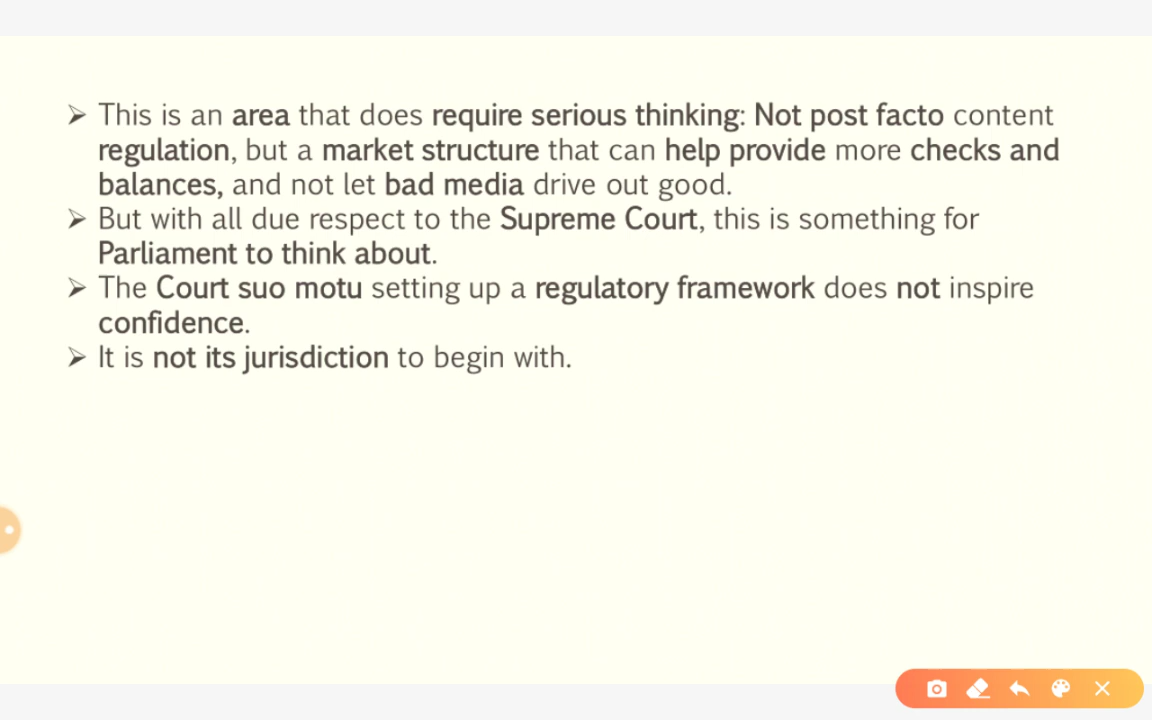 ➢ This is an area that does require serious thinking: Not post facto content
regulation, but a market structure that can help provide more checks and
balances, and not let bad media drive out good.
➢ But with all due respect to the Supreme Court, this is something for
Parliament to think about.
➢ The Court suo motu setting up a regulatory framework does not inspire
confidence.
➢ It is not its jurisdiction to begin with.